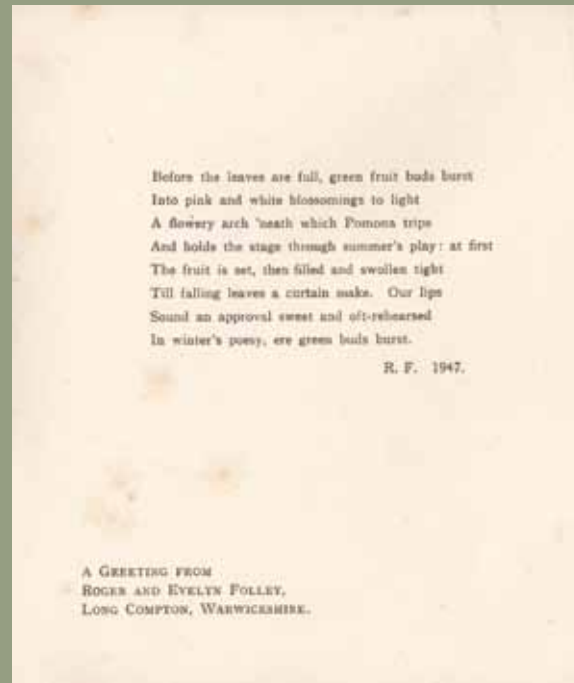 Before the leaves are full, green fruit buds burst
Into pink and white blossomings to light
A flowery arch 'neath which Pomona trips
And holds the stage through summer's play: at first
The fruit is set, then filled and swollen tight
Till falling leaves a curtain make. Our lips
Sound an approval sweet and oft-rehearsed
In winter's poesy, ere green buds burst.
R. F. 1947.
A GREETING FROM
ROGER AND EVELYN FOLLEY,
LONG COMPTON, WARWICKSHIRE.